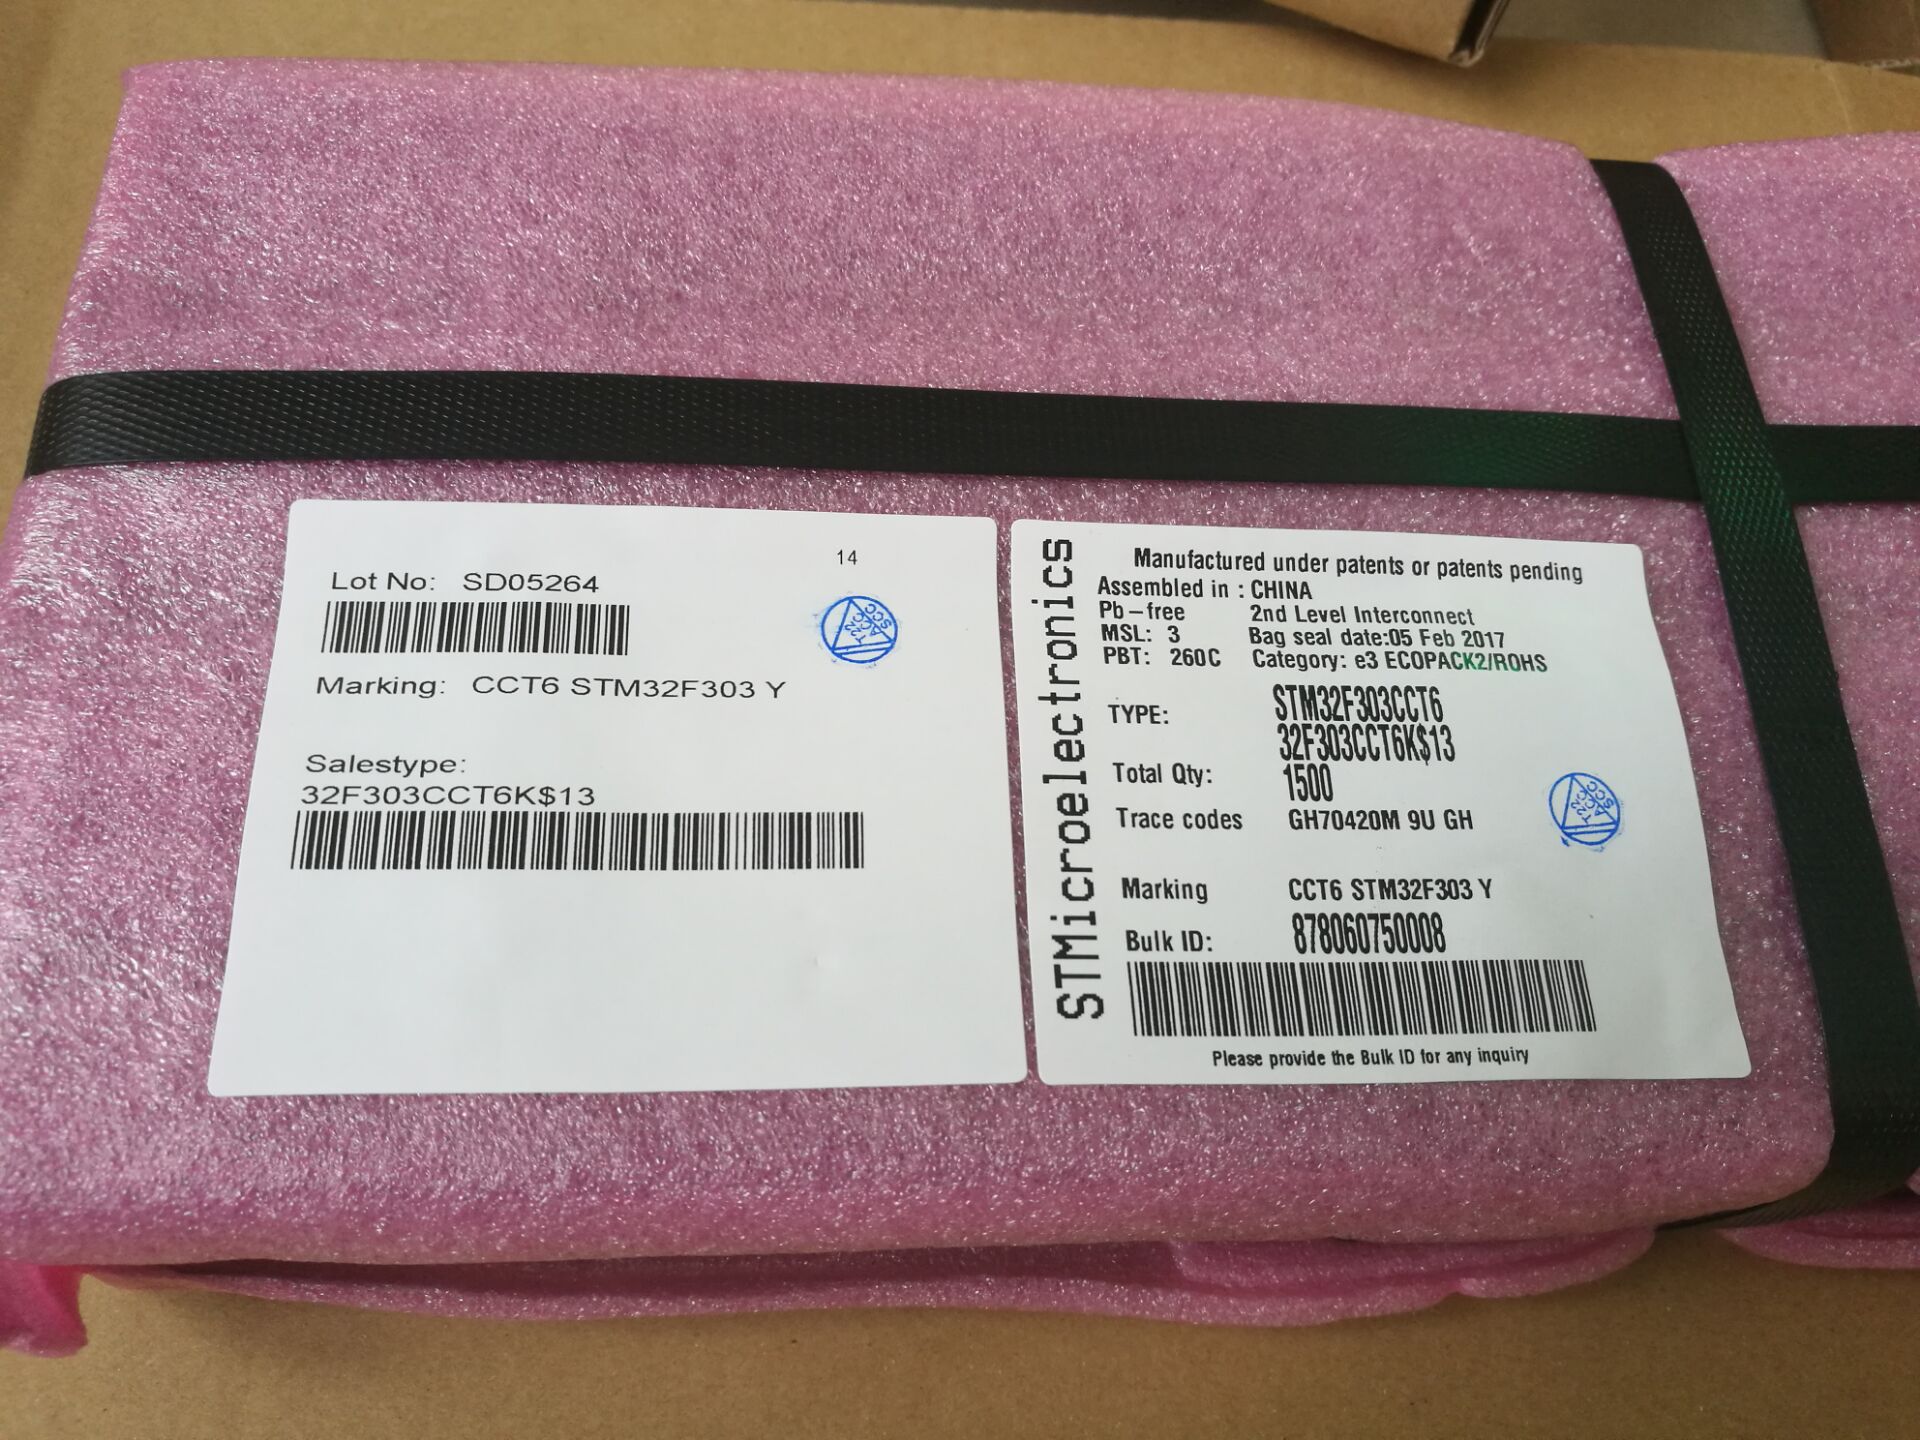 14
Lot No: SD05264
Marking: CCT6 STM32F303 Y
Salestype:
32F303CCT6K$13
STMicroelectronics
Manufactured under patents or patents pending
Assembled in : CHINA
Pb-free 2nd Level Interconnect
MSL: 3 Bag seal date:05 Feb 2017
PBT: 260C Category: e3 ECOPACK2/ROHS
TYPE: STM32F303CCT6
32F303CCT6K$13
Total Qty: 1500
Trace codes GH70420M 9U GH
Marking CCT6 STM32F303 Y
Bulk ID: 878060750008
Please provide the Bulk ID for any inquiry